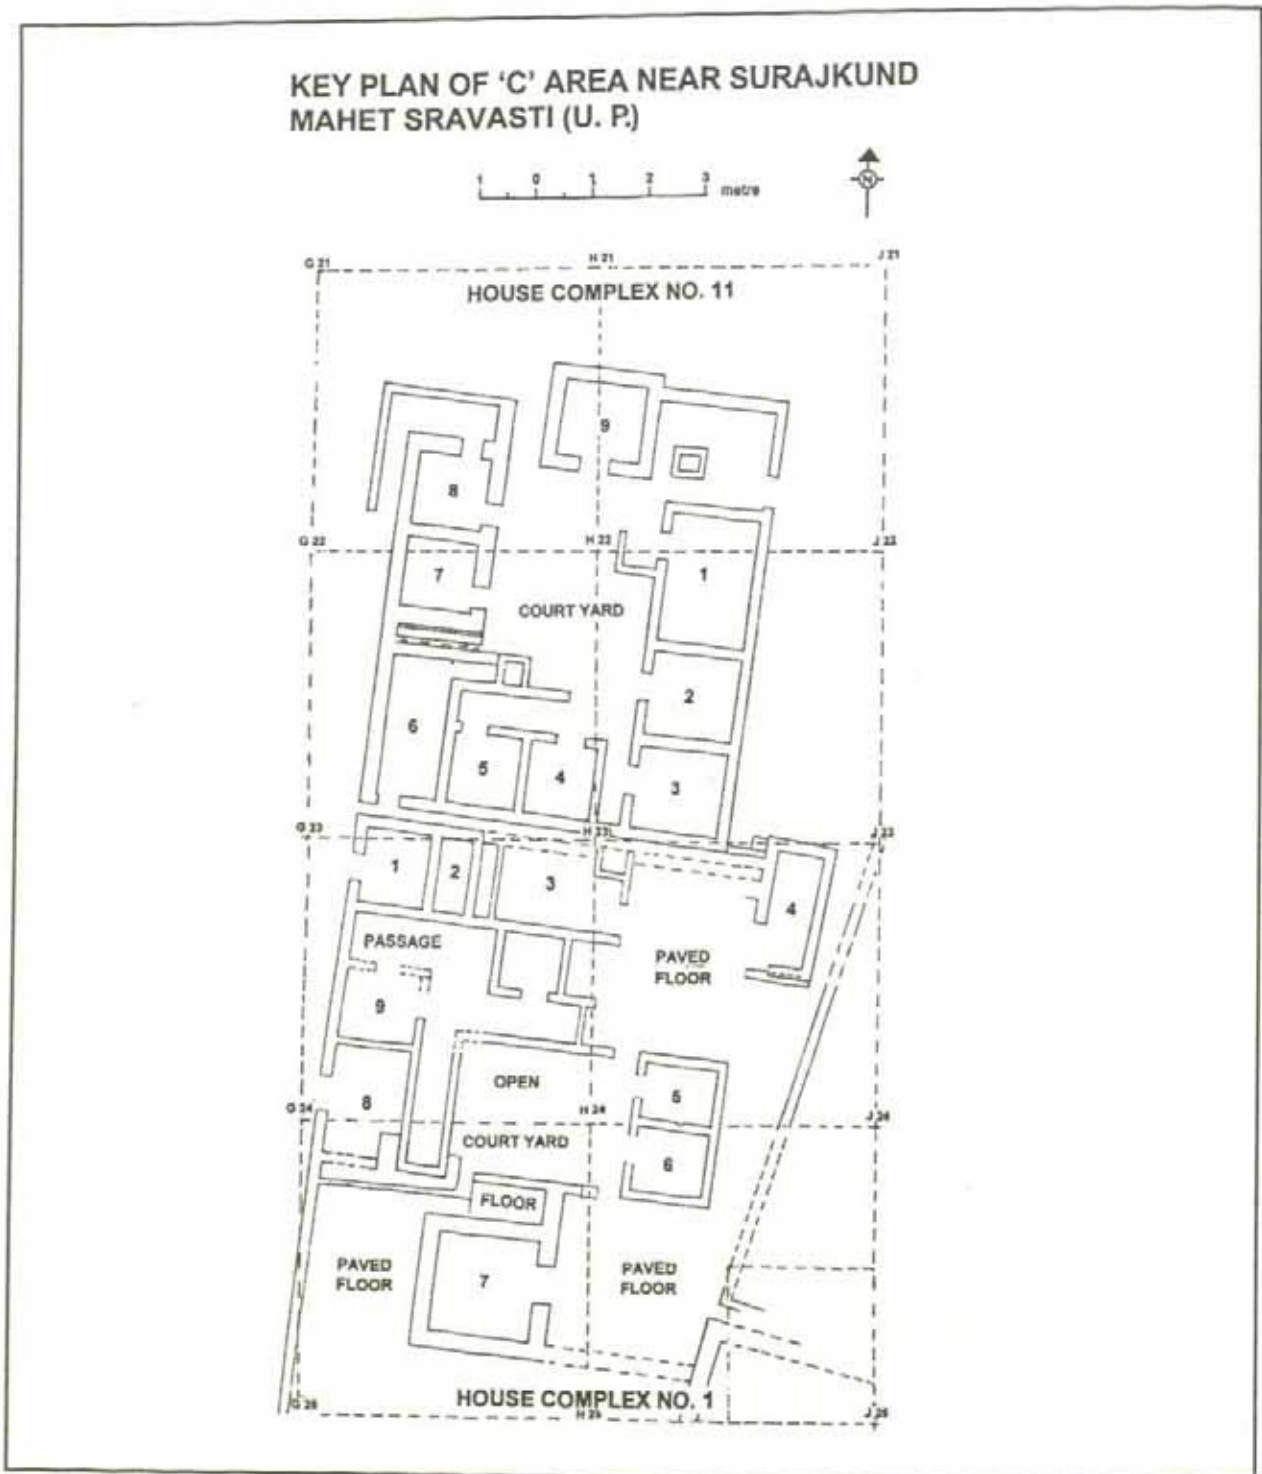 KEY PLAN OF ‘C’ AREA NEAR SURAJKUND
MAHET SRAVASTI (U. P.)
1 0 1 2 3 metre
N
G 21 H 21 J 21
HOUSE COMPLEX NO. 11
9
8
G 22 H 22 J 22
7
1
COURT YARD
2
6
5
4
3
G 23 H 23 J 23
1
2
3
4
PASSAGE
PAVED
FLOOR
9
OPEN
5
8
G 24 H 24 J 24
COURT YARD
6
FLOOR
PAVED
FLOOR
7
PAVED
FLOOR
HOUSE COMPLEX NO. 1
G 25 H 25 J 25